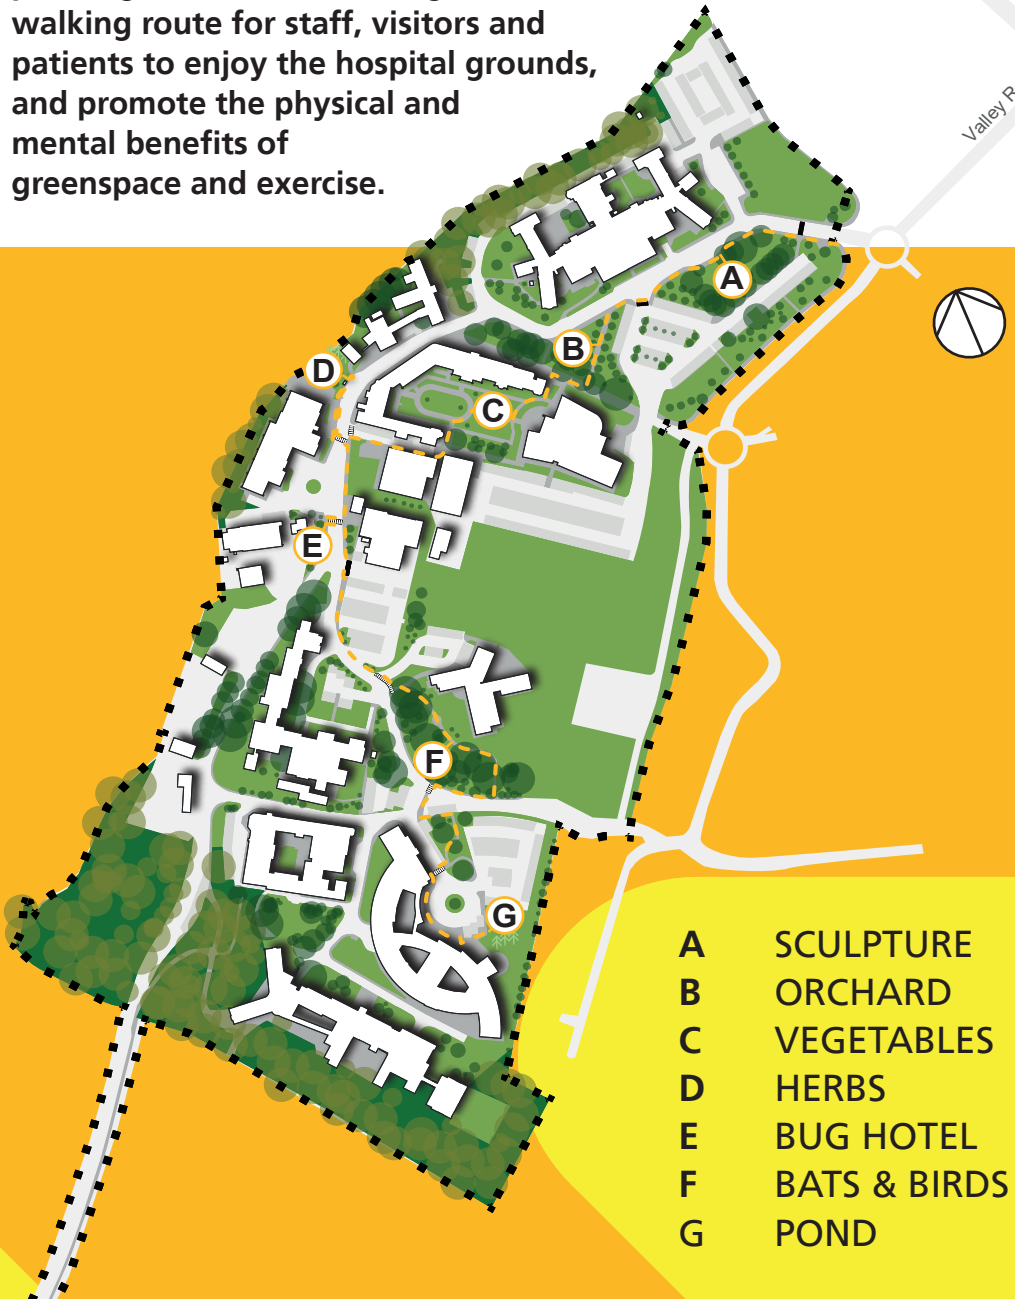 walking route for staff, visitors and
patients to enjoy the hospital grounds,
and promote the physical and
mental benefits of
greenspace and exercise.
Valley R
A
B
D
C
E
F
G
A SCULPTURE
B ORCHARD
C VEGETABLES
D HERBS
E BUG HOTEL
F BATS & BIRDS
G POND